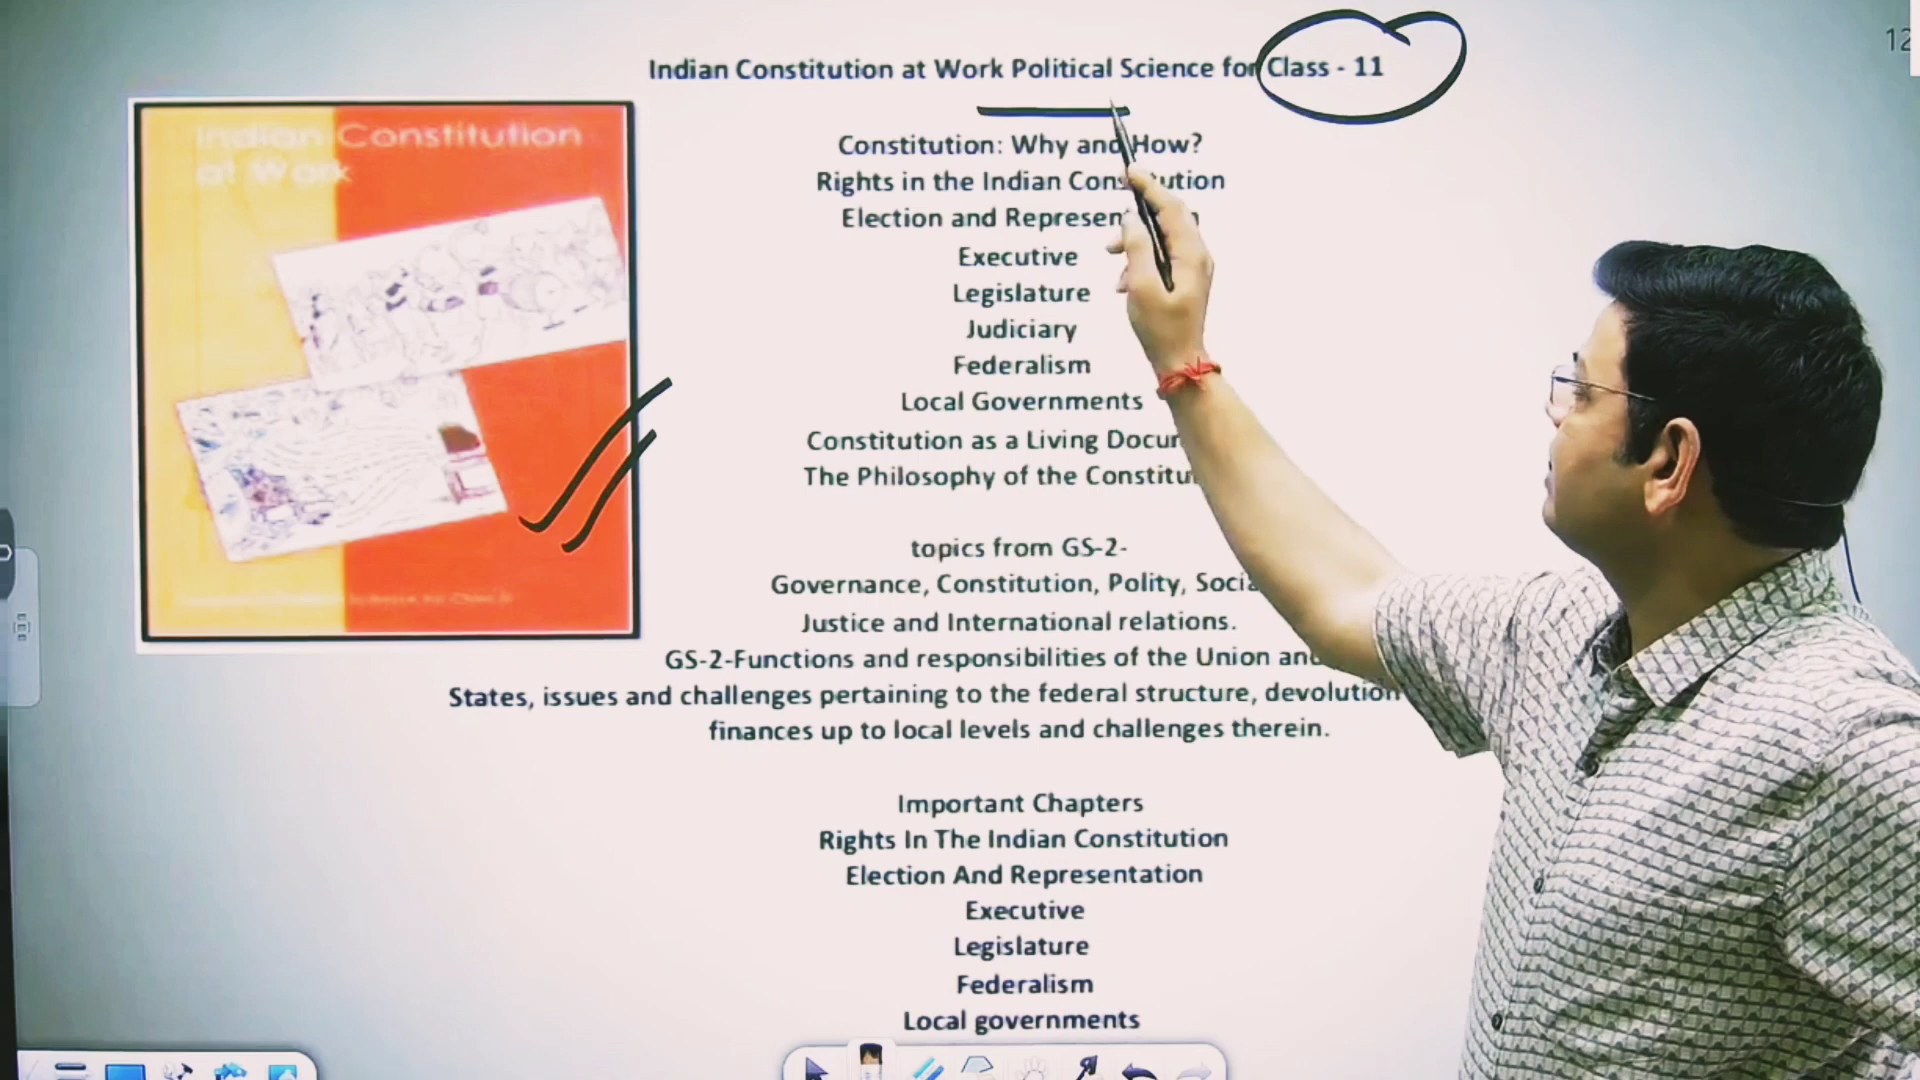 12
Indian Constitution at Work Political Science for Class - 11
Indian Constitution
at Work
Constitution: Why and How?
Rights in the Indian Cons ution
Election and Represen n
Executive
Legislature
Judiciary
Federalism
Local Governments
Constitution as a Living Docu
The Philosophy of the Constitu
topics from GS-2-
Governance, Constitution, Polity, Socia
Justice and International relations.
GS-2-Functions and responsibilities of the Union and
States, issues and challenges pertaining to the federal structure, devolution
finances up to local levels and challenges therein.
Important Chapters
Rights In The Indian Constitution
Election And Representation
Executive
Legislature
Federalism
Local governments